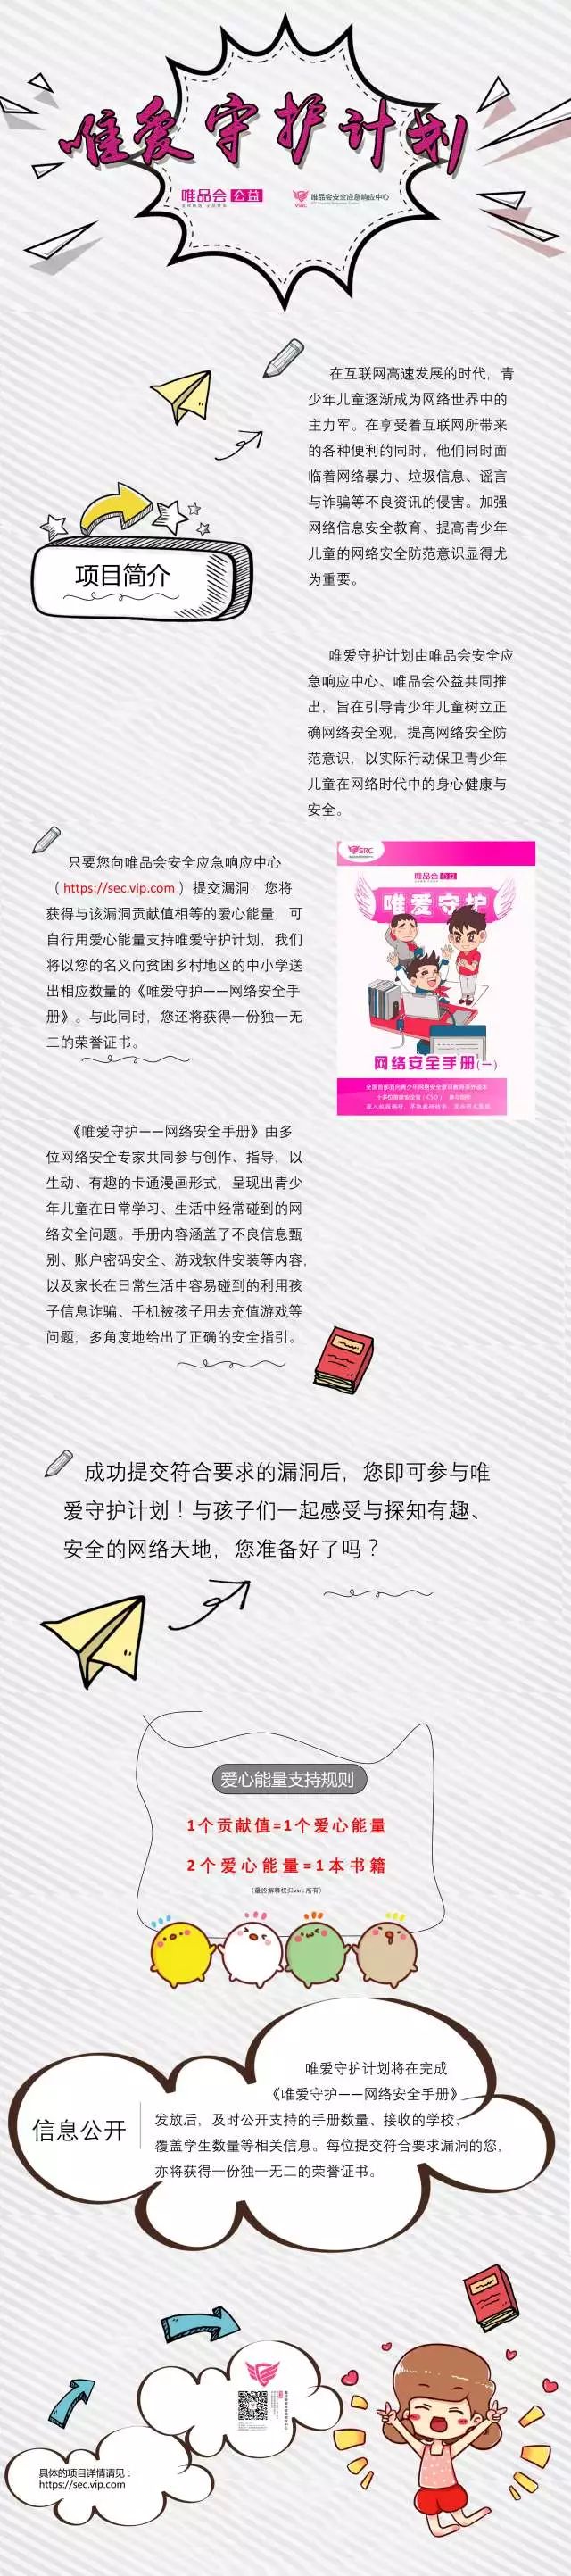 唯爱守护计划
唯品会 公益
唯品会安全应急响应中心
在互联网高速发展的时代，青
少年儿童逐渐成为网络世界中的
主力军。在享受着互联网所带来
的各种便利的同时，他们同时面
临着网络暴力、垃圾信息、谣言
与诈骗等不良资讯的侵害。加强
网络信息安全教育、提高青少年
儿童的网络安全防范意识显得尤
为重要。
项目简介
唯爱守护计划由唯品会安全应
急响应中心、唯品会公益共同推
出，旨在引导青少年儿童树立正
确网络安全观，提高网络安全防
范意识，以实际行动保卫青少年
儿童在网络时代中的身心健康与
安全。
只要您向唯品会安全应急响应中心
（https://sec.vip.com）提交漏洞，您将
获得与该漏洞贡献值相等的爱心能量，可
自行用爱心能量支持唯爱守护计划，我们
将以您的名义向贫困乡村地区的中小学送
出相应数量的《唯爱守护——网络安全手
册》。与此同时，您还将获得一份独一无
二的荣誉证书。
SRC
唯品会 公益
唯爱守护
网络安全手册(一)
《唯爱守护——网络安全手册》由多
位网络安全专家共同参与创作、指导，以
生动、有趣的卡通漫画形式，呈现出青少
年儿童在日常学习、生活中经常碰到的网
络安全问题。手册内容涵盖了不良信息甄
别、账户密码安全、游戏软件安装等内容，
以及家长在日常生活中容易碰到的利用孩
子信息诈骗、手机被孩子用去充值游戏等
问题，多角度地给出了正确的安全指引。
成功提交符合要求的漏洞后，您即可参与唯
爱守护计划！与孩子们一起感受与探知有趣、
安全的网络天地，您准备好了吗？
爱心能量支持规则
1个贡献值=1个爱心能量
2个爱心能量=1本书籍
（最终解释权归vsrc所有）
唯爱守护计划将在完成
《唯爱守护——网络安全手册》
信息公开
发放后，及时公开支持的手册数量、接收的学校、
覆盖学生数量等相关信息。每位提交符合要求漏洞的您，
亦将获得一份独一无二的荣誉证书。
具体的项目详情请见：
https://sec.vip.com